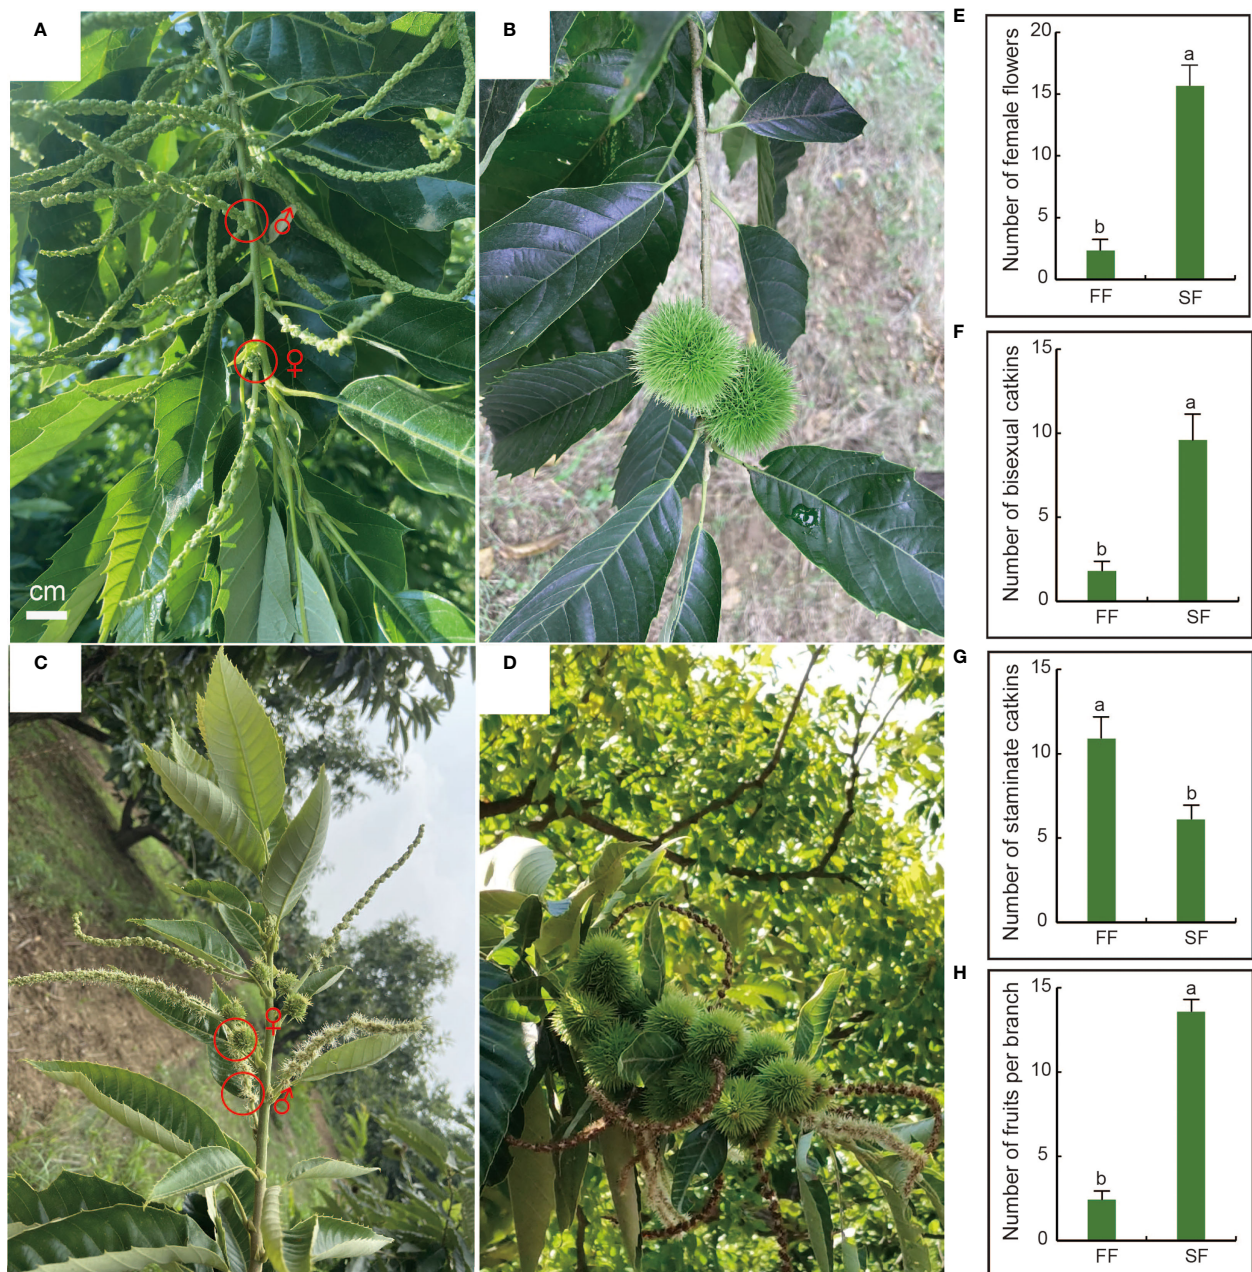 A
B
♂
♀
cm
C
D
♀
♂
E
Number of female flowers
20
15
10
5
0
b
a
FF
SF
F
Number of bisexual catkins
15
10
5
0
b
a
FF
SF
G
Number of staminate catkins
15
10
5
0
a
b
FF
SF
H
Number of fruits per branch
15
10
5
0
b
a
FF
SF